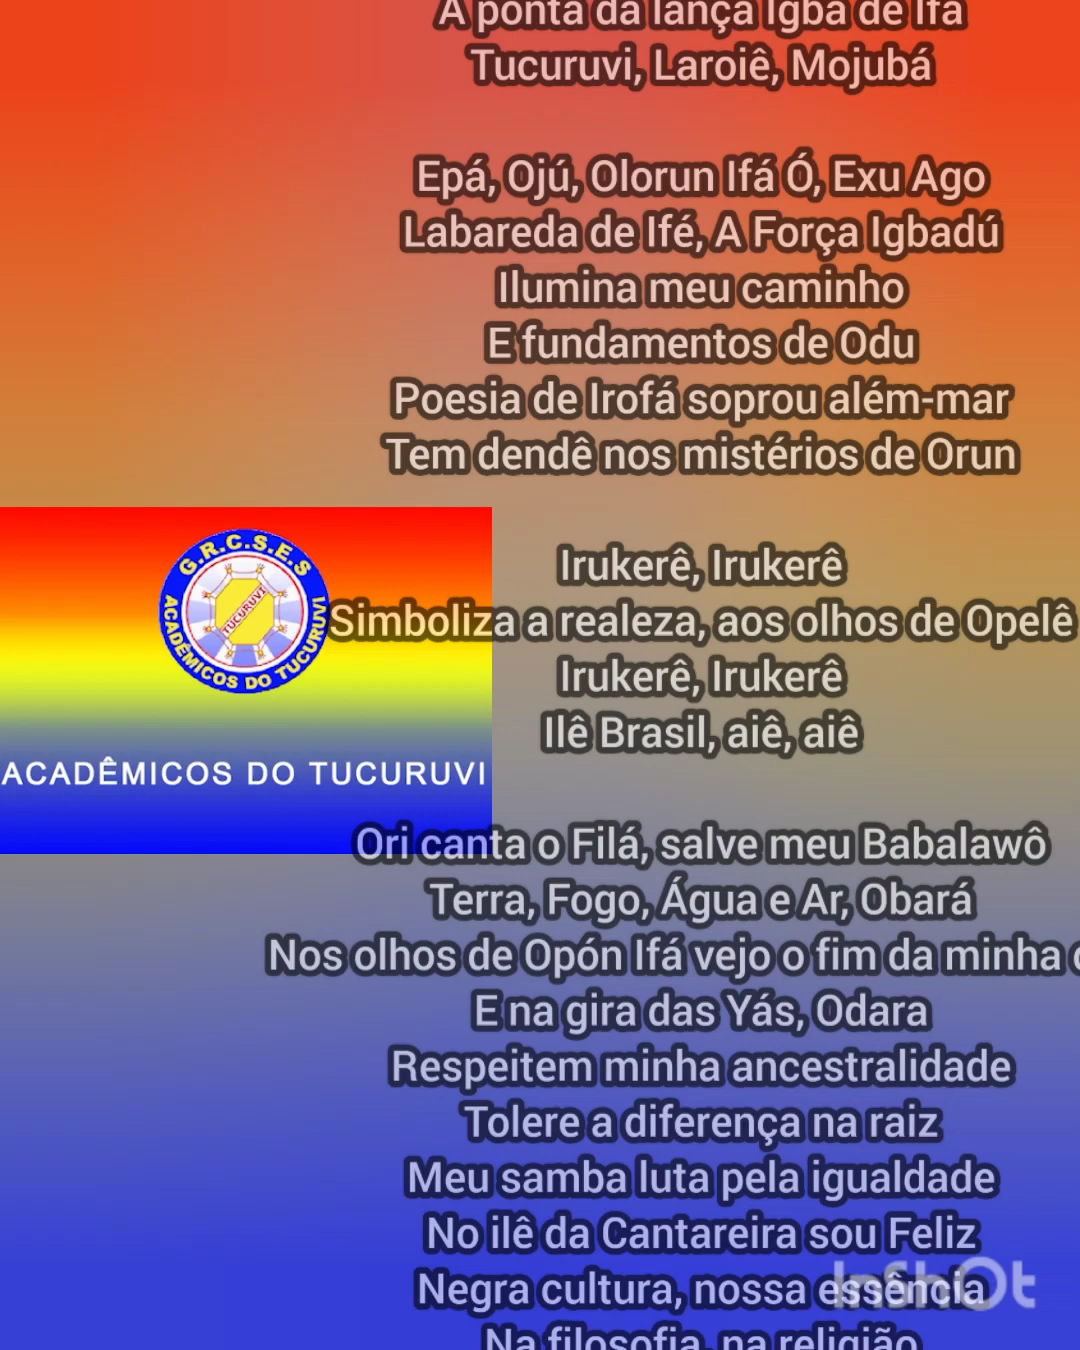 A ponta da lança Igbá de Ifá
Tucuruvi, Laroiê, Mojubá
Epá, Ojú, Olorun Ifá Ó, Exu Ago
Labareda de Ifé, A Força Igbadú
Ilumina meu caminho
E fundamentos de Odu
Poesia de Irofá soprou além-mar
Tem dendê nos mistérios de Orun
G.R.C.S.E.S
ACADÊMICOS DO TUCURUVI
TUCURUVI
ACADÊMICOS DO TUCURUVI
Irukerê, Irukerê
Simboliza a realeza, aos olhos de Opelê
Irukerê, Irukerê
Ilê Brasil, aiê, aiê
Ori canta o Filá, salve meu Babalawô
Terra, Fogo, Água e Ar, Obará
Nos olhos de Opón Ifá vejo o fim da minha
E na gira das Yás, Odara
Respeitem minha ancestralidade
Tolere a diferença na raiz
Meu samba luta pela igualdade
No ilê da Cantareira sou Feliz
Negra cultura, nossa essência
Na filosofia, na religião
InShOt